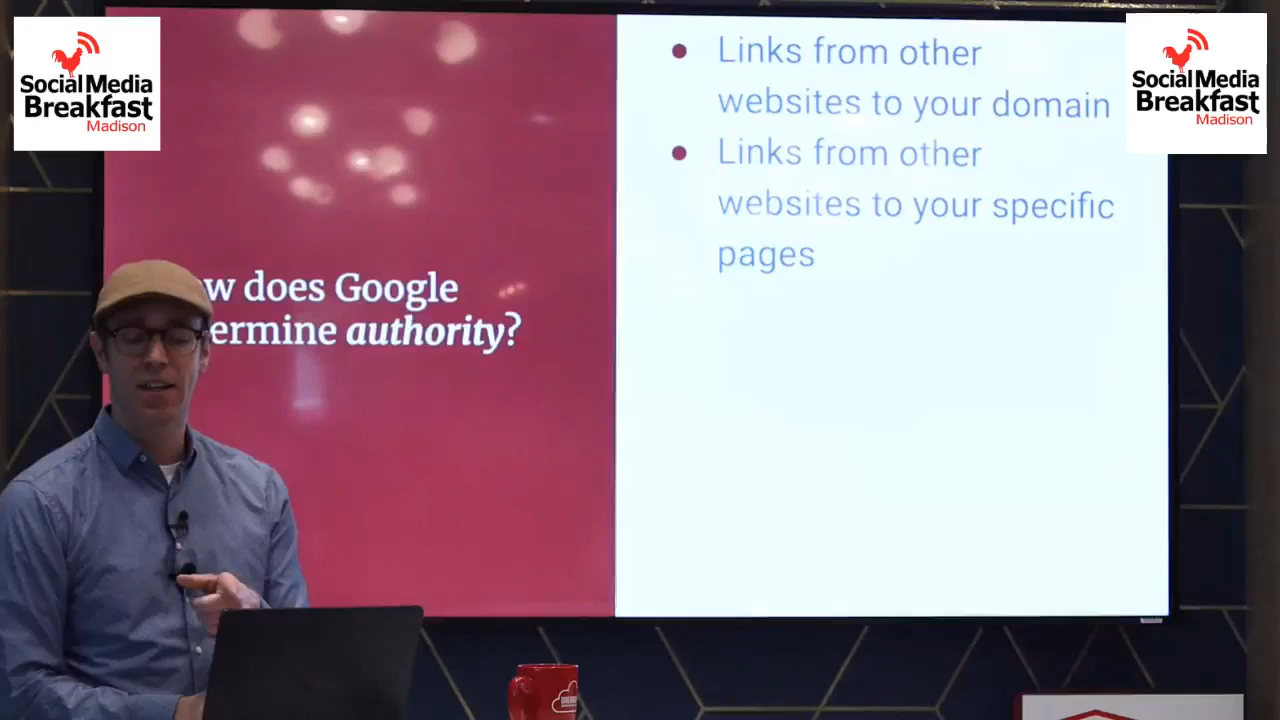 Social Media
Breakfast
Madison
Links from other
websites to your domain
Links from other
websites to your specific
pages
w does Google
ermine authority?
Social Media
Breakfast
Madison